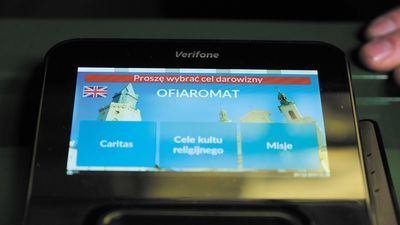 Verifone
Proszę wybrać cel darowizny
OFIAROMAT
Caritas
Cele kultu
religijnego
Misje